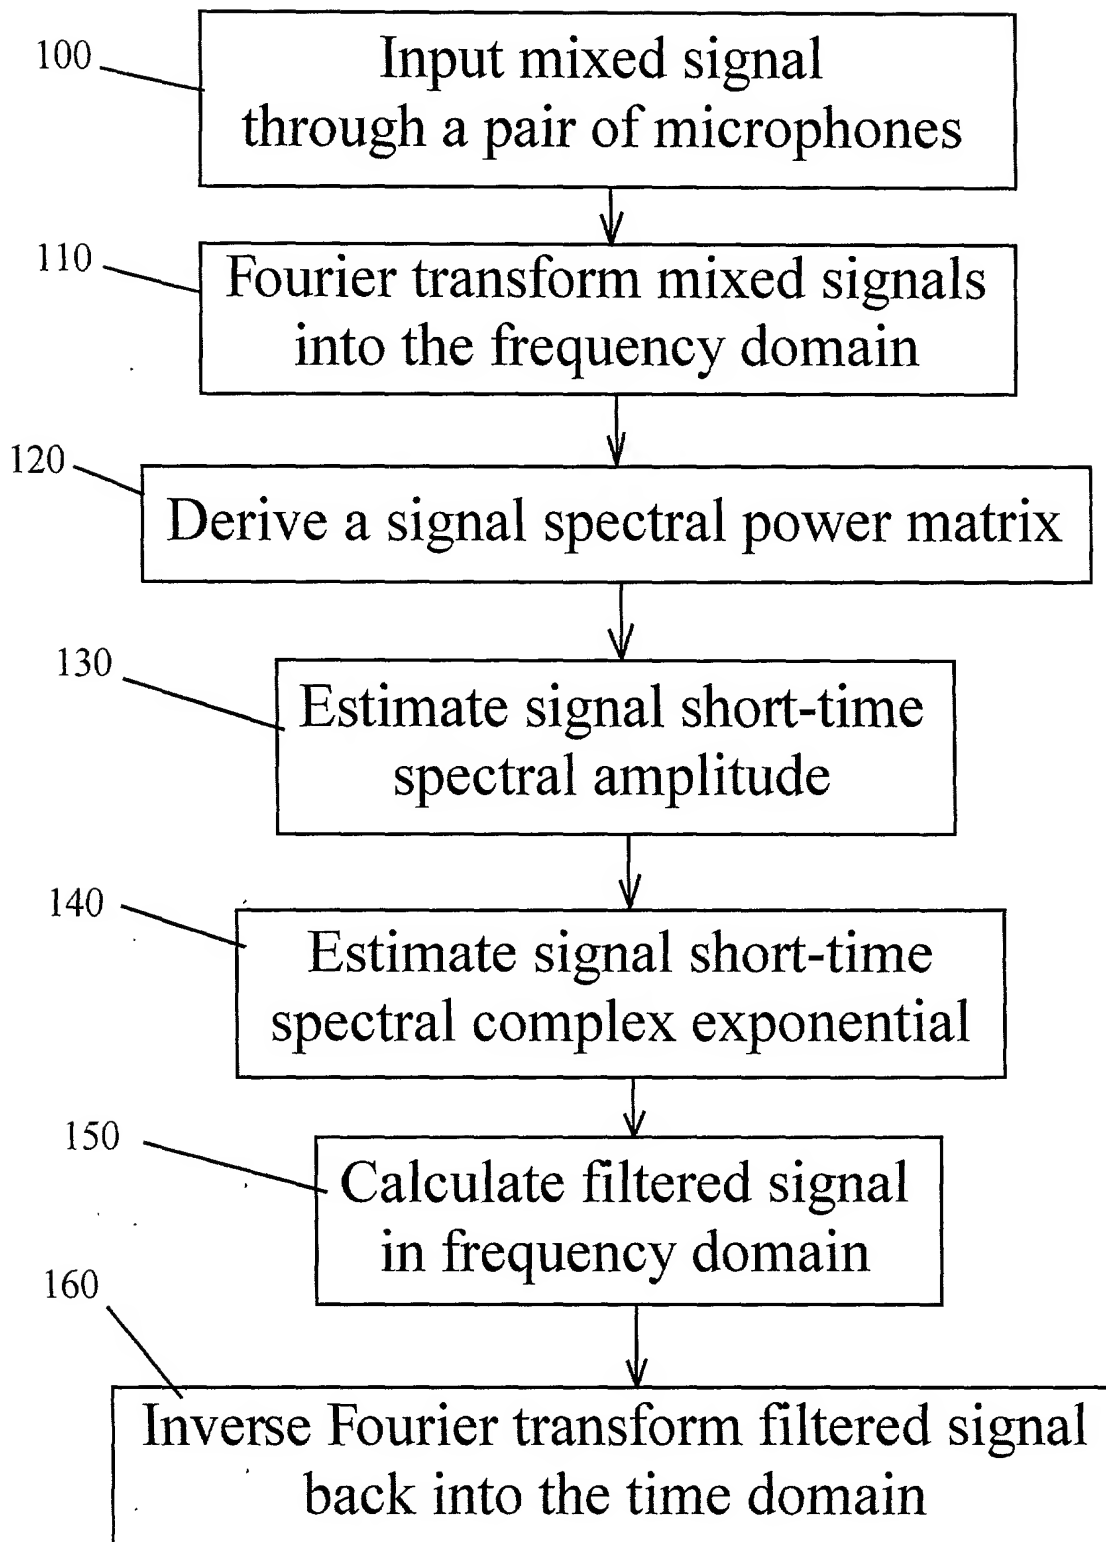 100
Input mixed signal
through a pair of microphones
110
Fourier transform mixed signals
into the frequency domain
120
Derive a signal spectral power matrix
130
Estimate signal short-time
spectral amplitude
140
Estimate signal short-time
spectral complex exponential
150
Calculate filtered signal
in frequency domain
160
Inverse Fourier transform filtered signal
back into the time domain